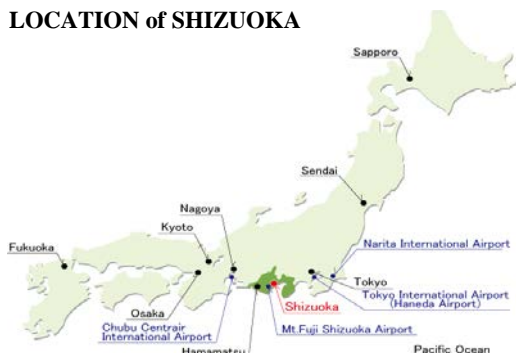 LOCATION of SHIZUOKA
Sapporo
Sendai
Nagoya
Kyoto
Fukuoka
Narita International Airport
Tokyo
Osaka
Tokyo International Airport
(Haneda Airport)
Shizuoka
Chubu Centrair
International Airport
Mt.Fuji Shizuoka Airport
Hamamatsu
Pacific Ocean